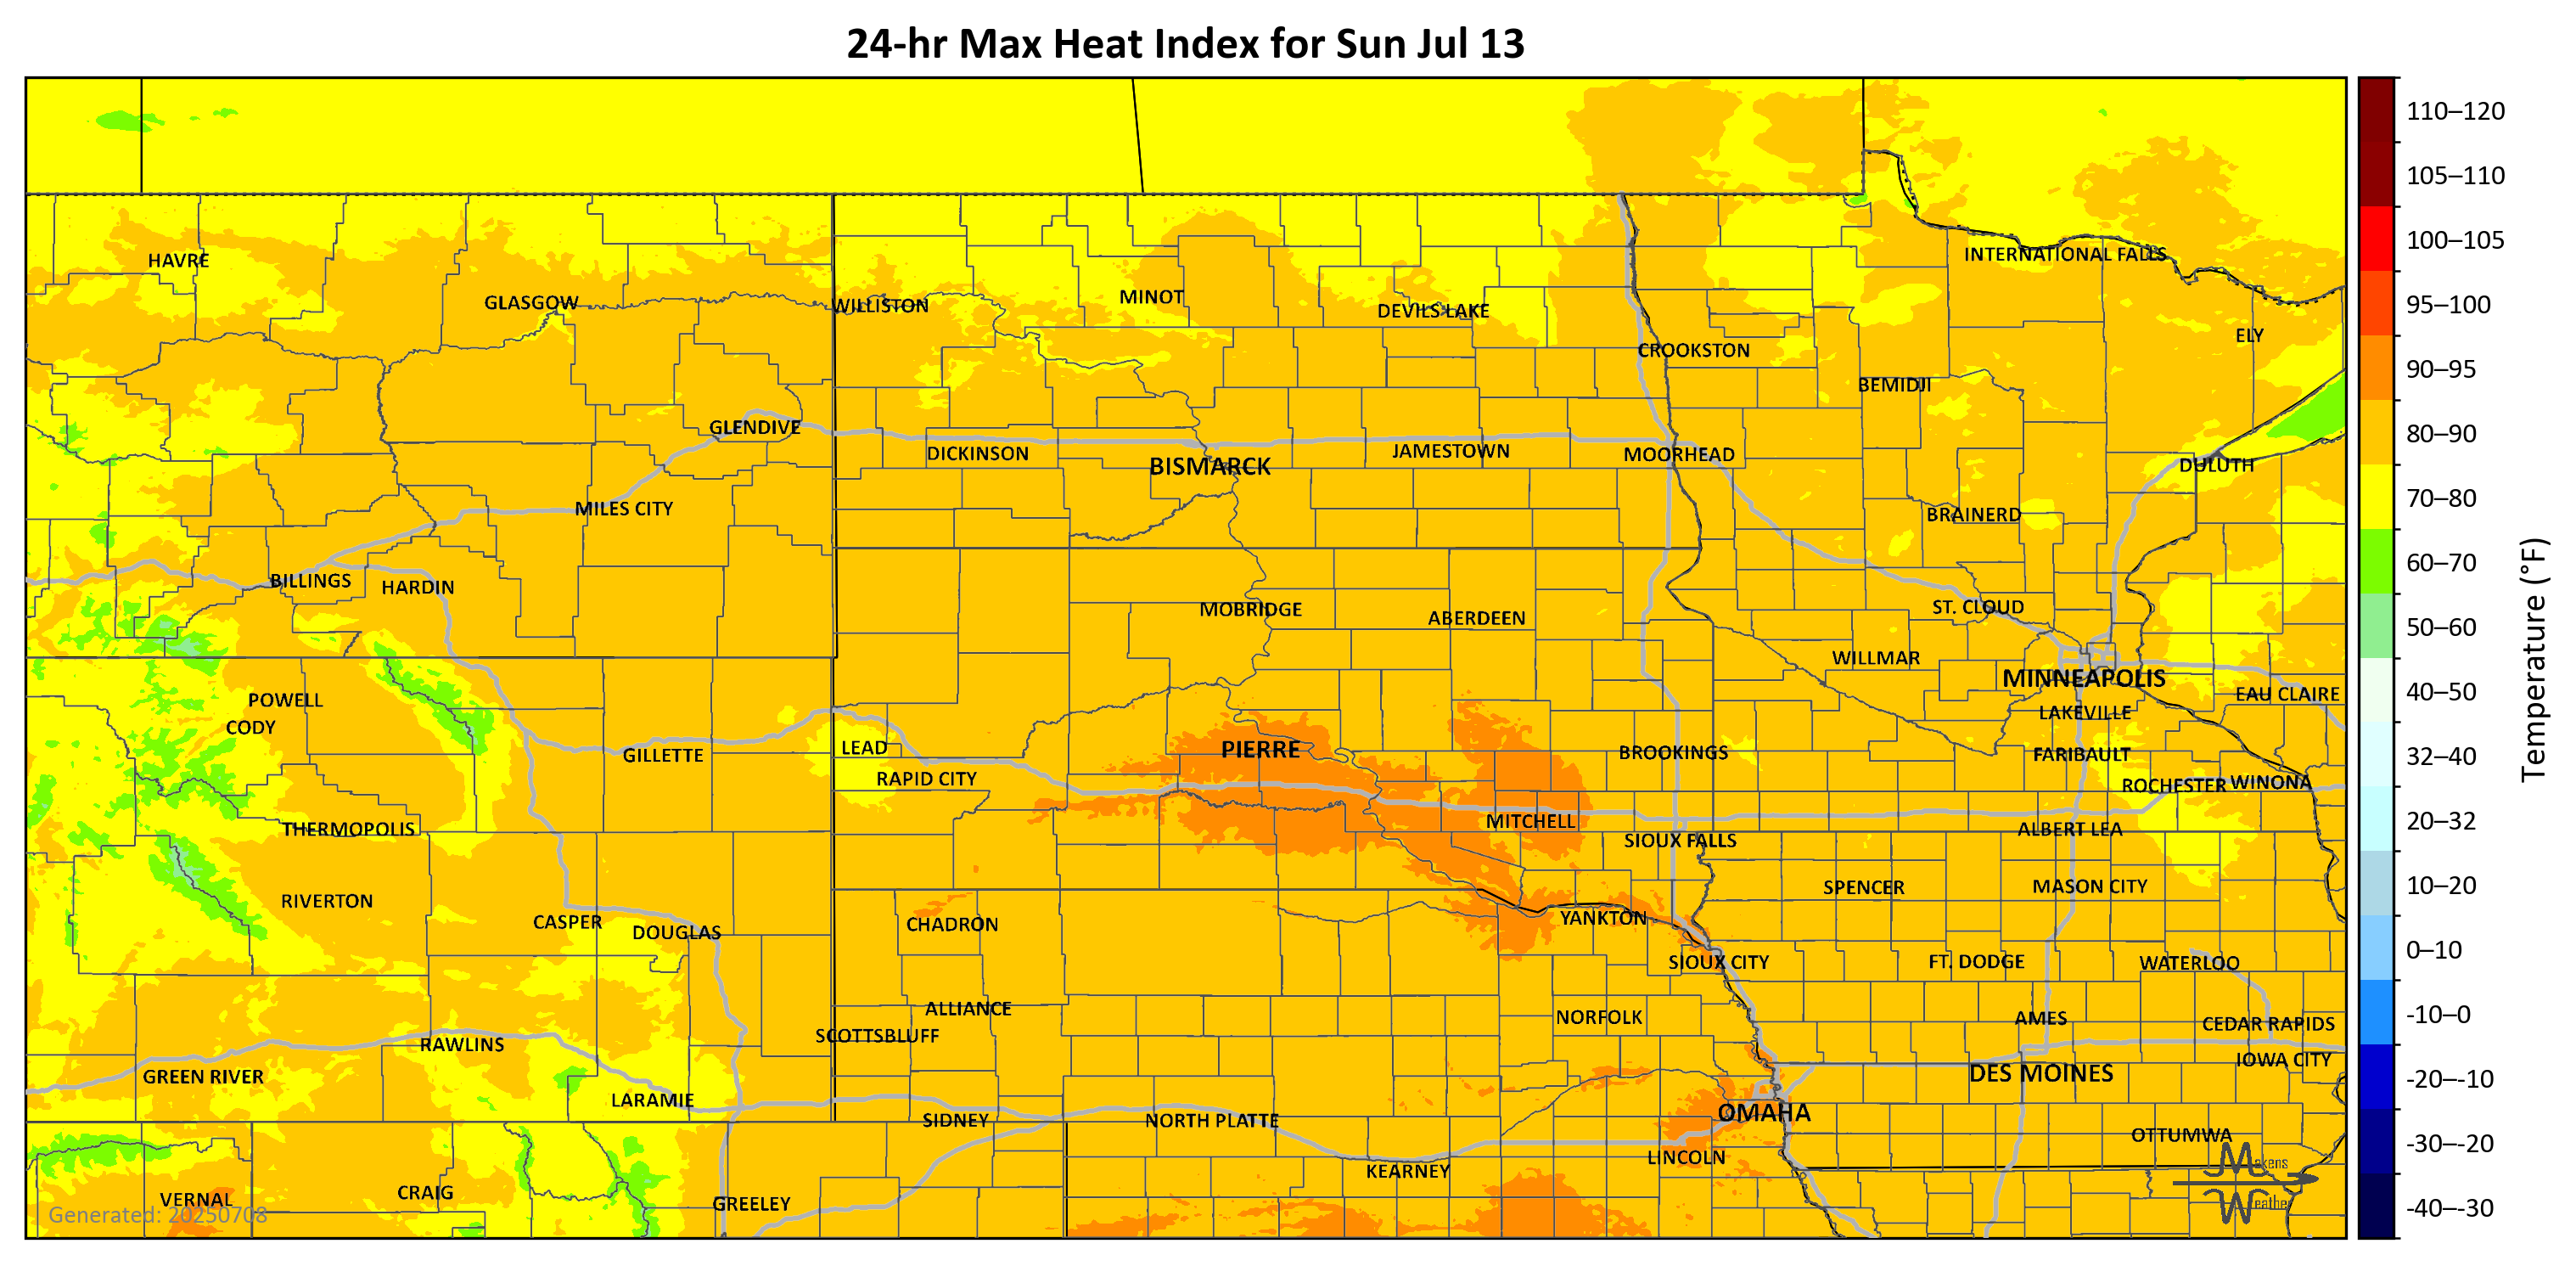 24-hr Max Heat Index for Sun Jul 13
110–120
105–110
100–105
95–100
90–95
80–90
70–80
60–70
50–60
40–50
32–40
20–32
10–20
0–10
-10–0
-20–-10
-30–-20
-40–-30
Temperature (°F)
HAVRE
INTERNATIONAL FALLS
GLASGOW
WILLISTON
MINOT
DEVILS LAKE
ELY
CROOKSTON
BEMIDJI
GLENDIVE
DICKINSON
BISMARCK
JAMESTOWN
MOORHEAD
DULUTH
MILES CITY
BRAINERD
BILLINGS
HARDIN
MOBRIDGE
ABERDEEN
ST. CLOUD
WILLMAR
MINNEAPOLIS
POWELL
EAU CLAIRE
CODY
LAKEVILLE
GILLETTE
LEAD
PIERRE
BROOKINGS
FARIBAULT
RAPID CITY
ROCHESTER
WINONA
THERMOPOLIS
MITCHELL
SIOUX FALLS
ALBERT LEA
RIVERTON
SPENCER
MASON CITY
CASPER
DOUGLAS
CHADRON
YANKTON
SIOUX CITY
FT. DODGE
WATERLOO
ALLIANCE
NORFOLK
AMES
CEDAR RAPIDS
SCOTTSBLUFF
RAWLINS
IOWA CITY
GREEN RIVER
DES MOINES
LARAMIE
SIDNEY
NORTH PLATTE
OMAHA
OTTUMWA
LINCOLN
KEARNEY
VERNAL
CRAIG
GREELEY
Generated: 20250708
Makens
Weather